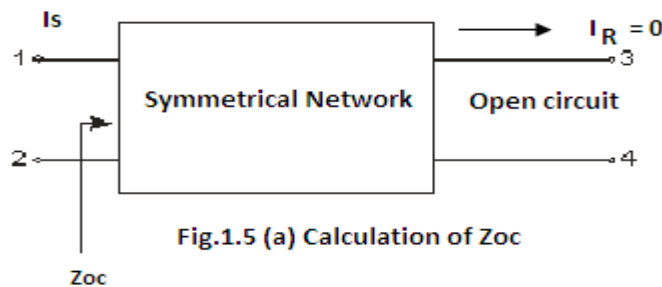 Is
I R = 0
1
3
Symmetrical Network
Open circuit
2
4
Fig.1.5 (a) Calculation of Zoc
Zoc